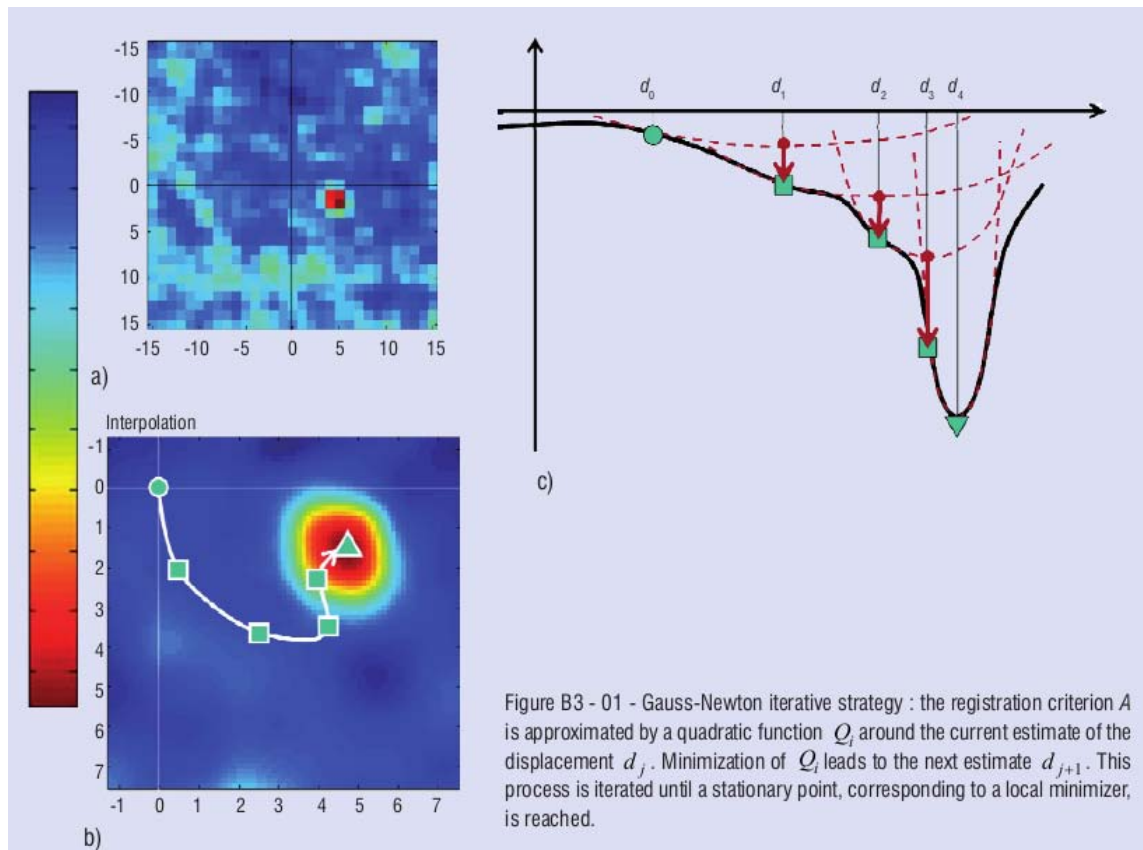 -15
-10
-5
0
5
10
15
-15 -10 -5 0 5 10 15
a)
Interpolation
-1
0
1
2
3
4
5
6
7
-1 0 1 2 3 4 5 6 7
b)
d0 d1 d2 d3 d4
c)
Figure B3 - 01 - Gauss-Newton iterative strategy : the registration criterion A
is approximated by a quadratic function Qi around the current estimate of the
displacement dj. Minimization of Qi leads to the next estimate dj+1. This
process is iterated until a stationary point, corresponding to a local minimizer,
is reached.